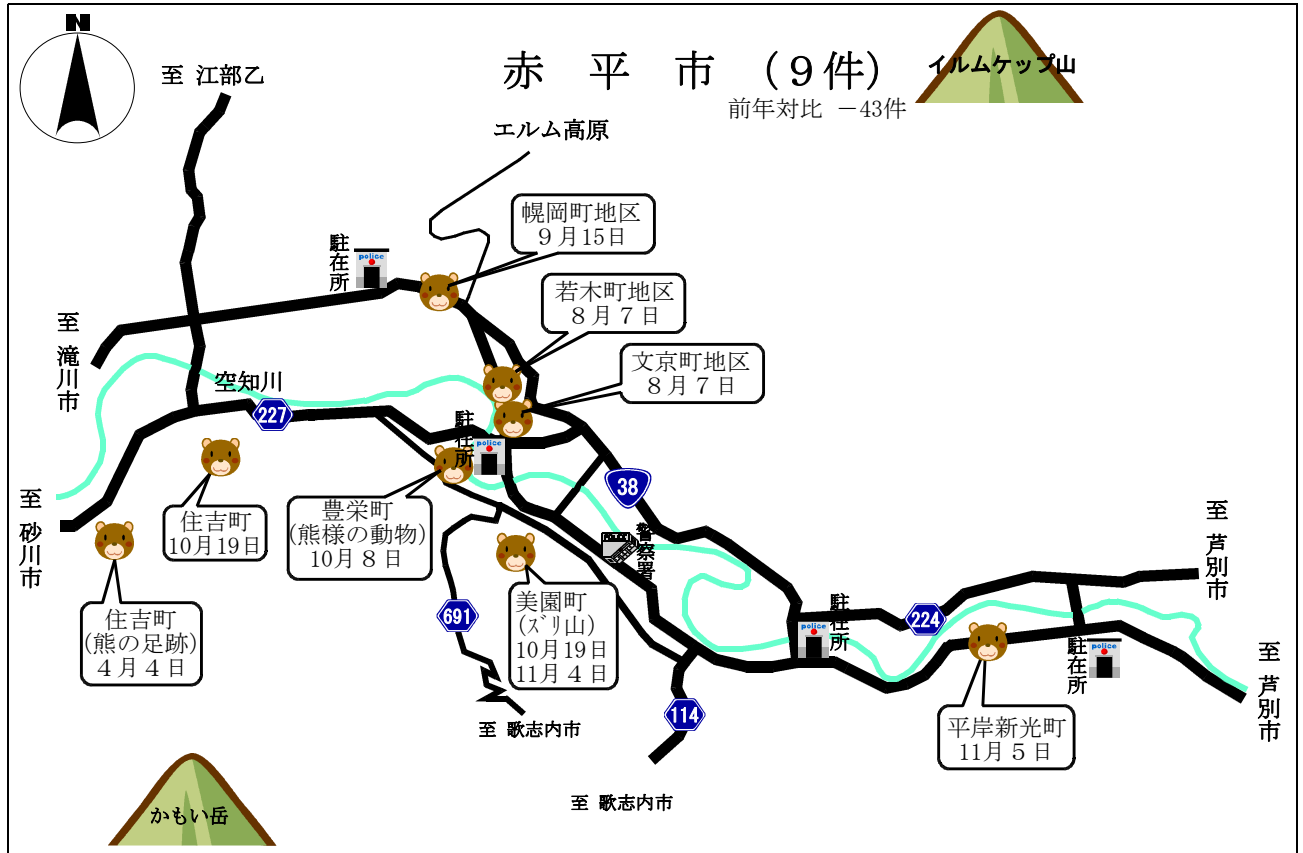 N
赤 平 市 （９件）
前年対比 －43件
イルムケップ山
至 江部乙
エルム高原
幌岡町地区
９月15日
駐在所
police
若木町地区
８月７日
至 滝川市
文京町地区
８月７日
空知川
227
駐在所
police
38
至 砂川市
住吉町
10月19日
豊栄町
(熊様の動物)
10月８日
警察署
至 芦別市
住吉町
(熊の足跡)
４月４日
691
美園町
(ｽﾞﾘ山)
10月19日
11月４日
駐在所
police
224
駐在所
police
至 芦別市
114
平岸新光町
11月５日
至 歌志内市
至 歌志内市
かもい岳